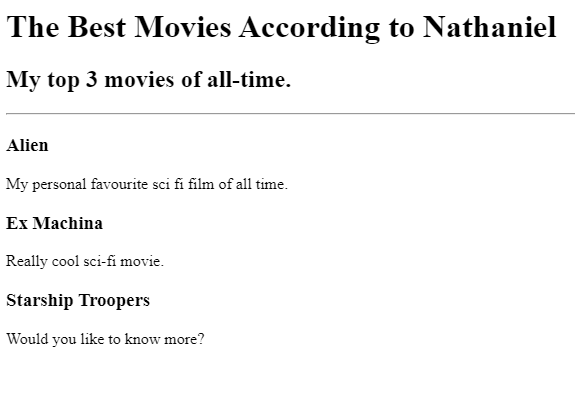 The Best Movies According to Nathaniel
My top 3 movies of all-time.
Alien
My personal favourite sci fi film of all time.
Ex Machina
Really cool sci-fi movie.
Starship Troopers
Would you like to know more?